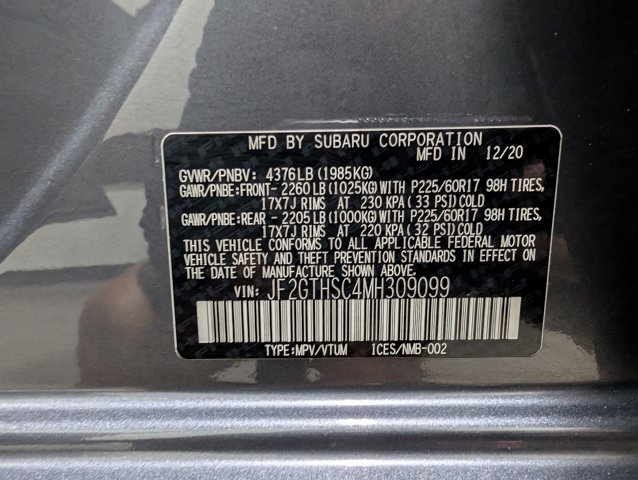 MFD BY SUBARU CORPORATION
MFD IN 12/20
GVWR/PNBV: 4376LB(1985KG)
GAWR/PNBE:FRONT-2260LB(1025KG)WITH P225/60R17 98H TIRES,
17X7J RIMS AT 230 KPA(33 PSI)COLD
GAWR/PNBE:REAR -2205LB(1000KG)WITH P225/60R17 98H TIRES,
17X7J RIMS AT 220 KPA(32 PSI)COLD
THIS VEHICLE CONFORMS TO ALL APPLICABLE FEDERAL MOTOR
VEHICLE SAFETY AND THEFT PREVENTION STANDARDS IN EFFECT ON
THE DATE OF MANUFACTURE SHOWN ABOVE.
VIN: JF2GTHSC4MH309099
TYPE:MPV/VTUM ICES/NMB-002